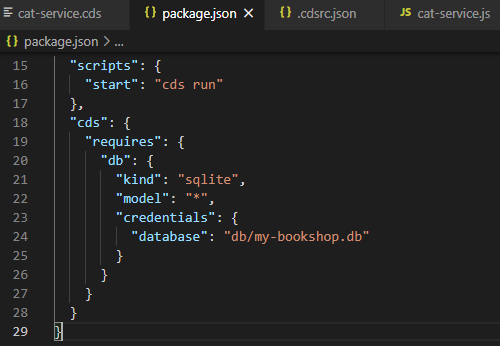 cat-service.cds
{} package.json ×
{} .cdsrc.json
JS cat-service.js
{} package.json > ...
15 "scripts": {
16 "start": "cds run"
17 },
18 "cds": {
19 "requires": {
20 "db": {
21 "kind": "sqlite",
22 "model": "*",
23 "credentials": {
24 "database": "db/my-bookshop.db"
25 }
26 }
27 }
28 }
29 }